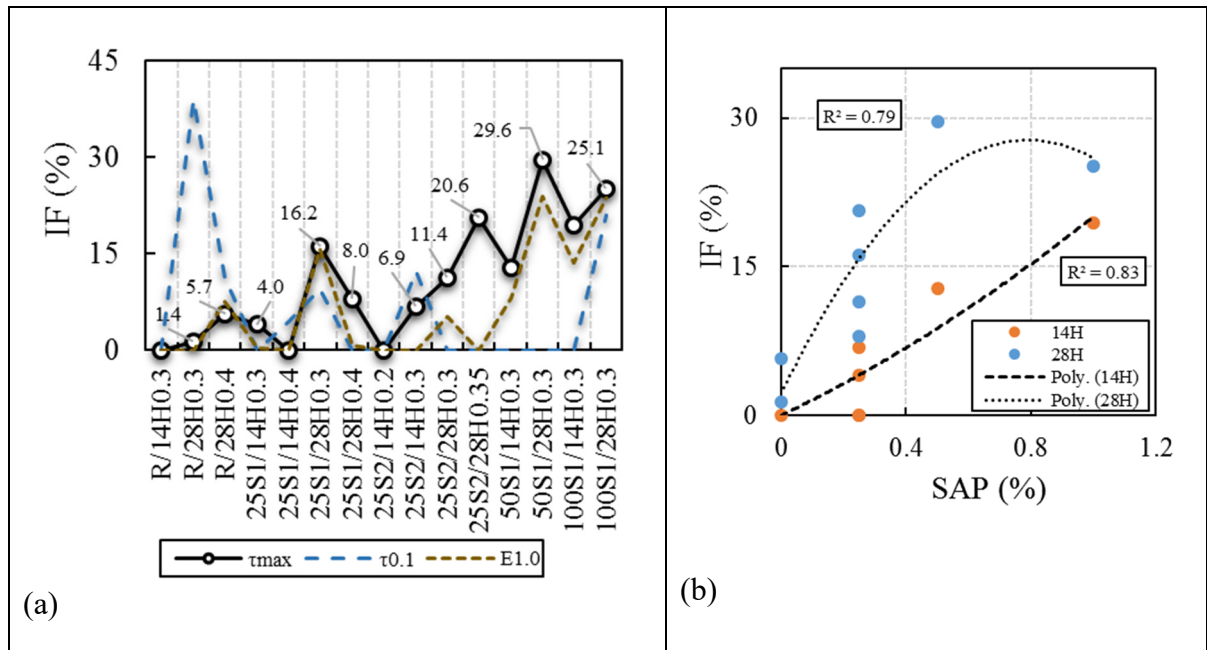 45
30
15
0
IF (%)
1.4
5.7
4.0
16.2
8.0
6.9
11.4
20.6
29.6
25.1
R/14H0.3
R/28H0.3
R/28H0.4
25S1/14H0.3
25S1/14H0.4
25S1/28H0.3
25S1/28H0.4
25S2/14H0.2
25S2/14H0.3
25S2/28H0.3
25S2/28H0.35
50S1/14H0.3
50S1/28H0.3
100S1/14H0.3
100S1/28H0.3
τmax τ0.1 E1.0
(a)
30
15
0
IF (%)
R² = 0.79
R² = 0.83
14H
28H
Poly. (14H)
Poly. (28H)
0 0.4 0.8 1.2
SAP (%)
(b)